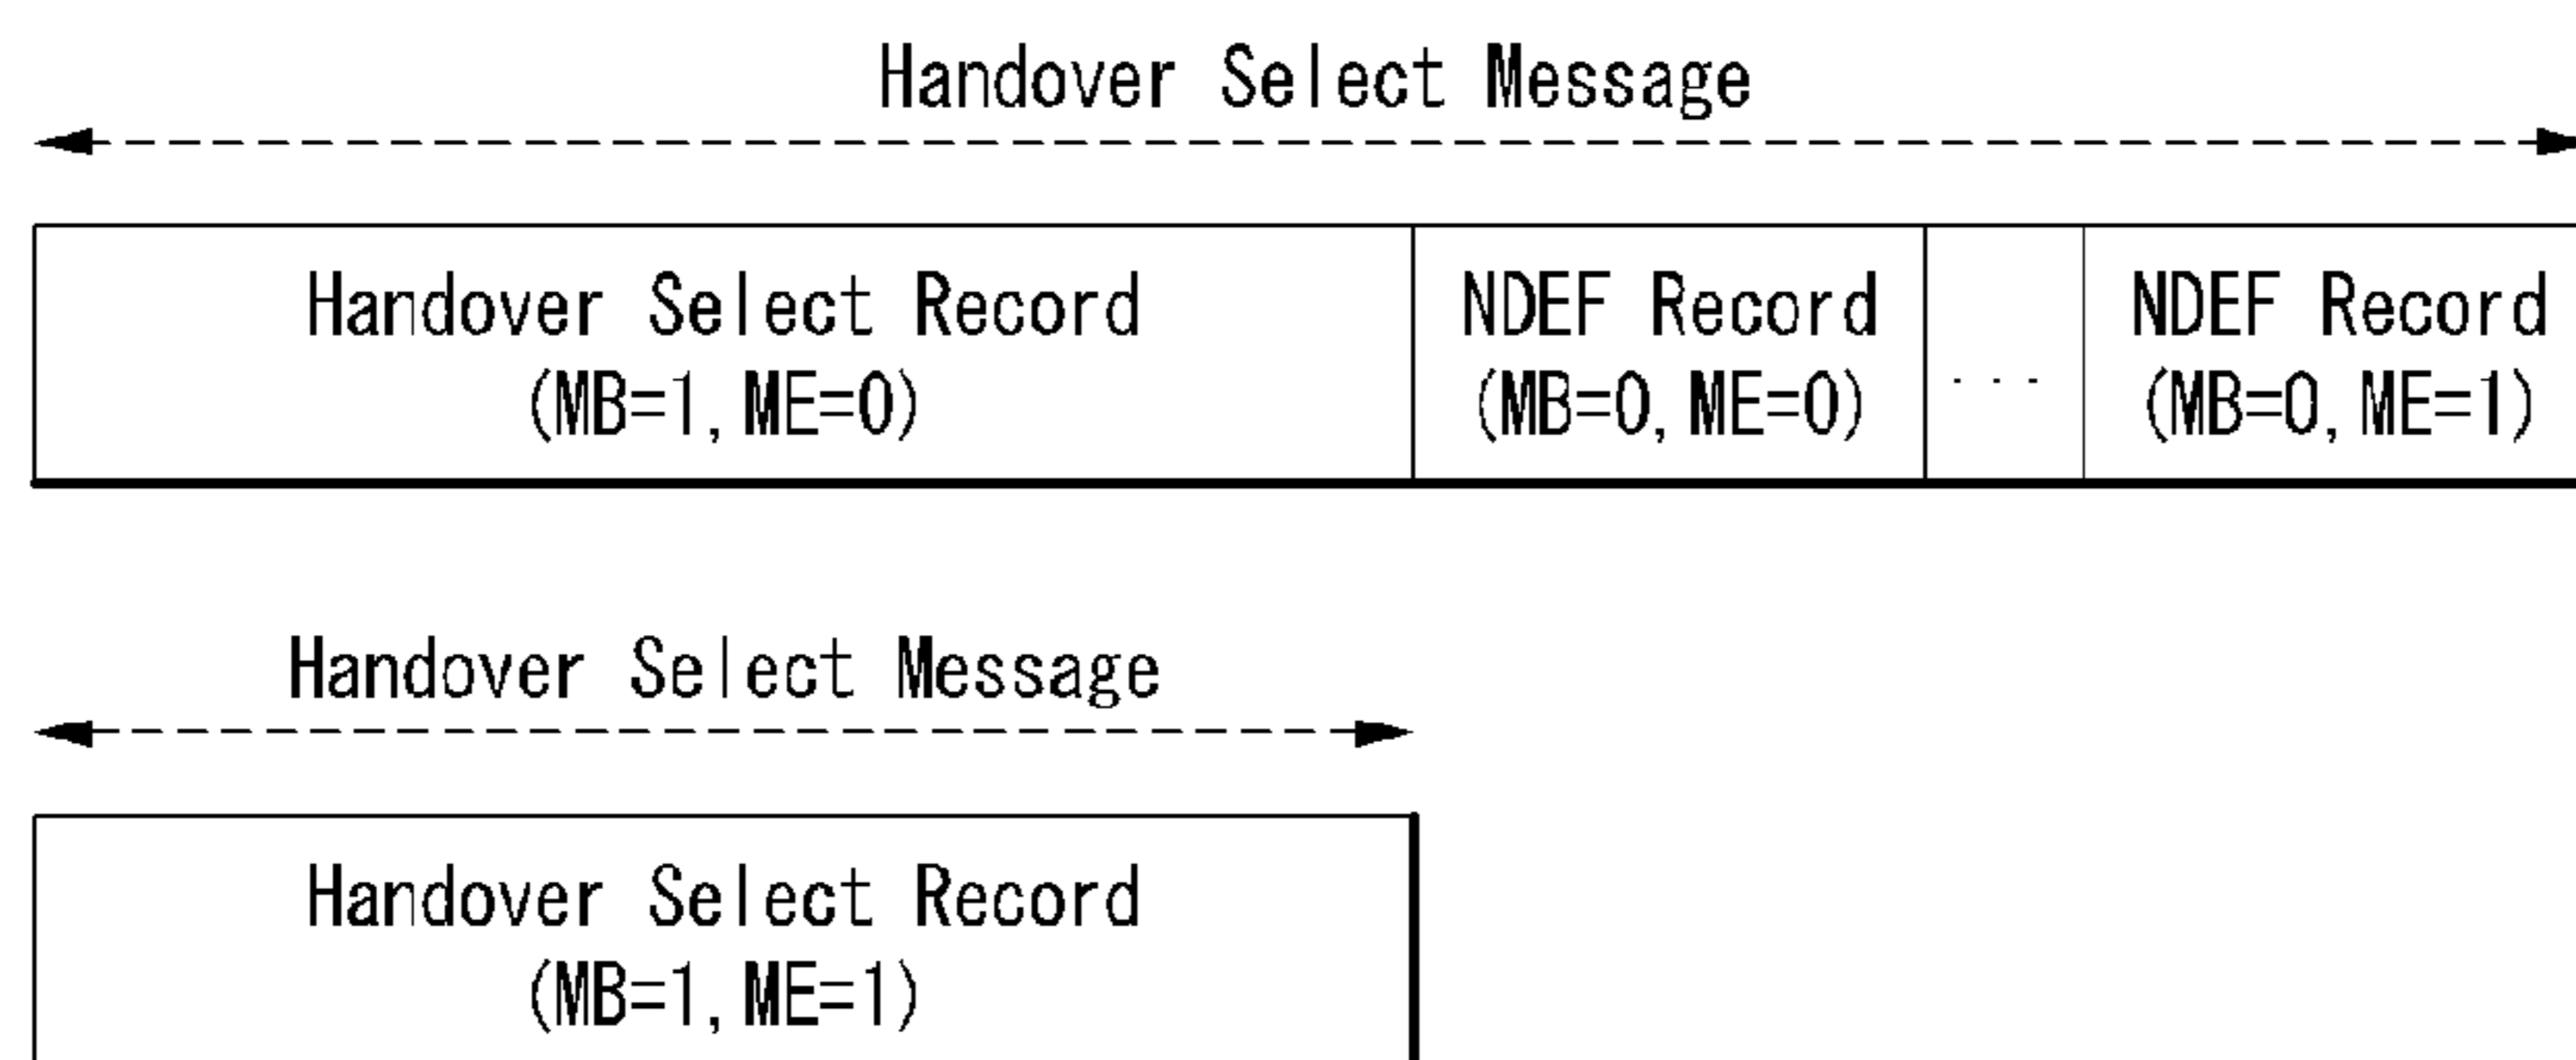 Handover Select Message
Handover Select Record NDEF Record ... NDEF Record
(MB=1,ME=0) (MB=0,ME=0) (MB=0,ME=1)
Handover Select Message
Handover Select Record
(MB=1,ME=1)